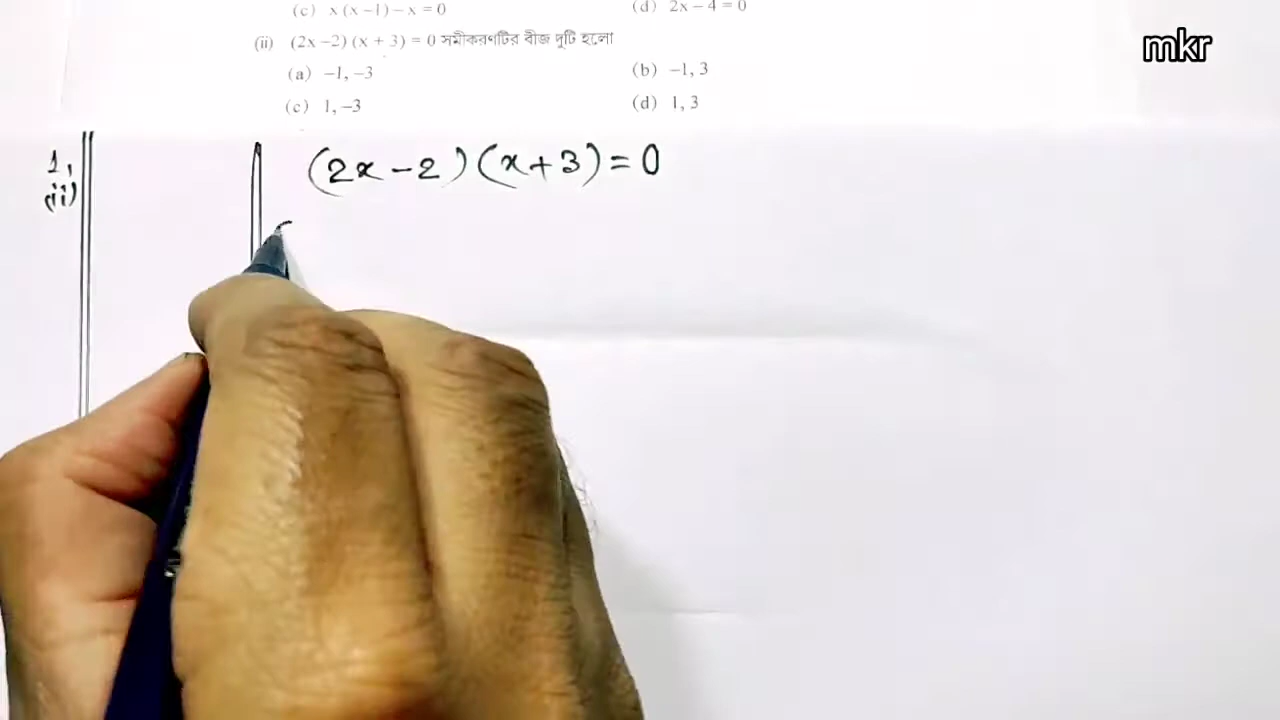 (c) x (x −1) − x = 0 (d) 2x − 4 = 0
mkr
(ii) (2x −2) (x + 3) = 0 সমীকরণটির বীজ দুটি হলো
(a) −1, −3 (b) −1, 3
(c) 1, −3 (d) 1, 3
1, (2x − 2) (x + 3) = 0
(ii)